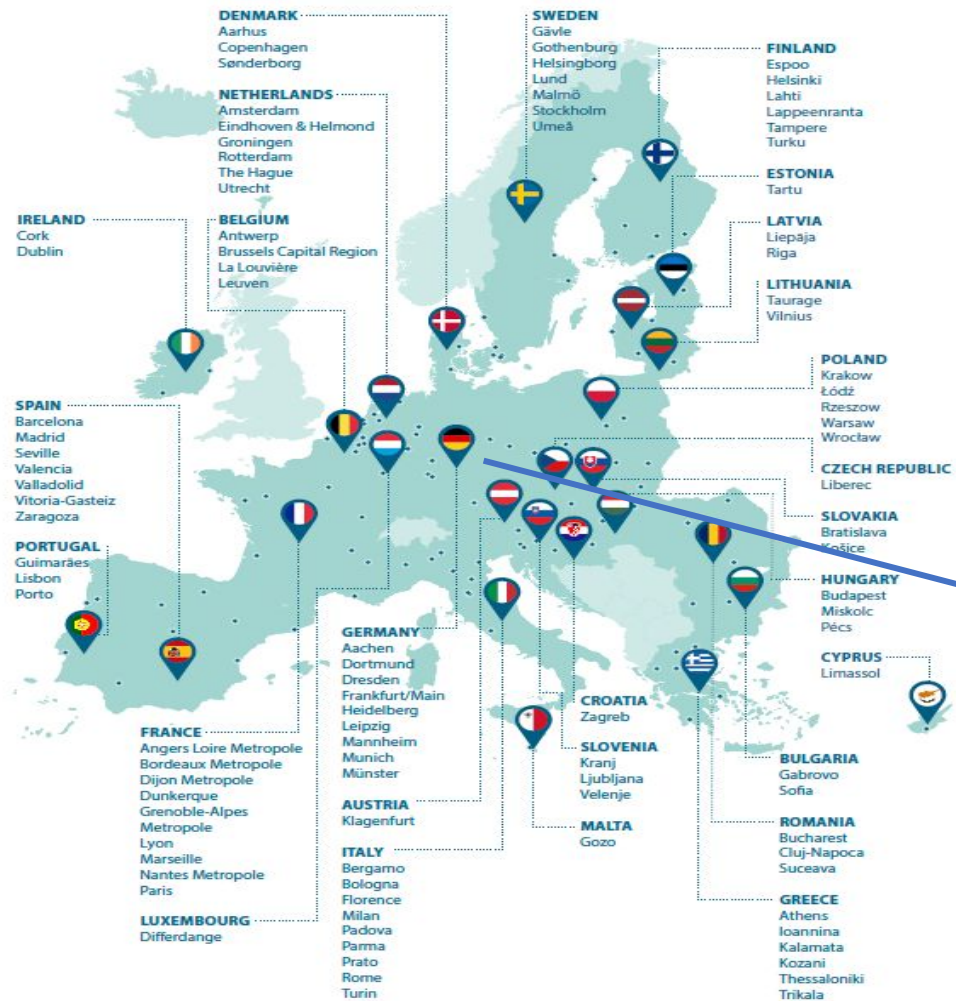 DENMARK
Aarhus
Copenhagen
Sønderborg
NETHERLANDS
Amsterdam
Eindhoven & Helmond
Groningen
Rotterdam
The Hague
Utrecht
SWEDEN
Gävle
Gothenburg
Helsingborg
Lund
Malmö
Stockholm
Umeå
FINLAND
Espoo
Helsinki
Lahti
Lappeenranta
Tampere
Turku
ESTONIA
Tartu
LATVIA
Liepāja
Riga
LITHUANIA
Taurage
Vilnius
IRELAND
Cork
Dublin
BELGIUM
Antwerp
Brussels Capital Region
La Louvière
Leuven
POLAND
Krakow
Łódź
Rzeszow
Warsaw
Wrocław
CZECH REPUBLIC
Liberec
SLOVAKIA
Bratislava
Košice
HUNGARY
Budapest
Miskolc
Pécs
CYPRUS
Limassol
SPAIN
Barcelona
Madrid
Seville
Valencia
Valladolid
Vitoria-Gasteiz
Zaragoza
PORTUGAL
Guimarães
Lisbon
Porto
FRANCE
Angers Loire Metropole
Bordeaux Metropole
Dijon Metropole
Dunkerque
Grenoble-Alpes
Metropole
Lyon
Marseille
Nantes Metropole
Paris
LUXEMBOURG
Differdange
GERMANY
Aachen
Dortmund
Dresden
Frankfurt/Main
Heidelberg
Leipzig
Mannheim
Munich
Münster
AUSTRIA
Klagenfurt
ITALY
Bergamo
Bologna
Florence
Milan
Padova
Parma
Prato
Rome
Turin
CROATIA
Zagreb
SLOVENIA
Kranj
Ljubljana
Velenje
MALTA
Gozo
BULGARIA
Gabrovo
Sofia
ROMANIA
Bucharest
Cluj-Napoca
Suceava
GREECE
Athens
Ioannina
Kalamata
Kozani
Thessaloniki
Trikala